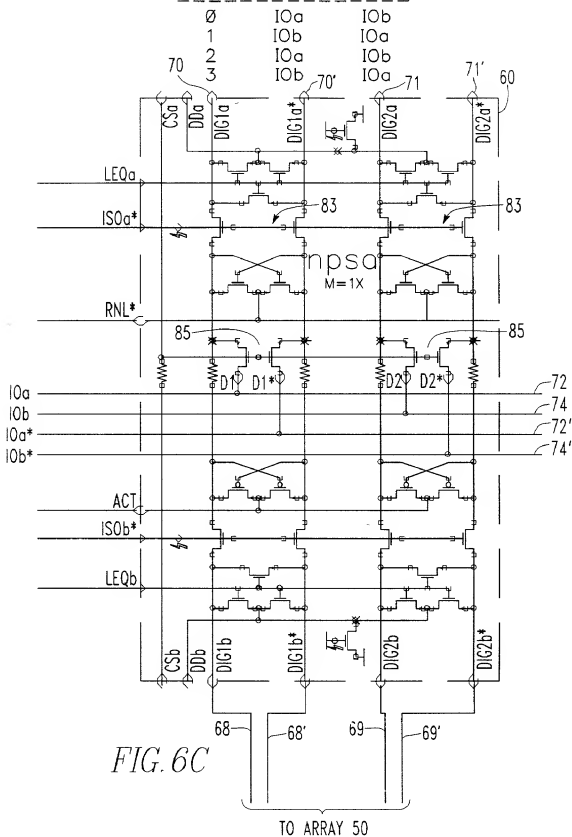 0 IOa IOb
1 IOb IOa
2 IOa IOb
3 IOb IOa
70 70' 71 71' 60
CSa DDa DIG1a DIG1a* DIG2a DIG2a*
LEQa
83 83
ISOa*
npsa
M=1X
RNL*
85 85
D1 D1* D2 D2*
IOa 72
IOb 74
IOa* 72'
IOb* 74'
ACT
ISOb*
LEQb
CSb DDb DIG1b DIG1b* DIG2b DIG2b*
68 68' 69 69'
FIG. 6C
TO ARRAY 50